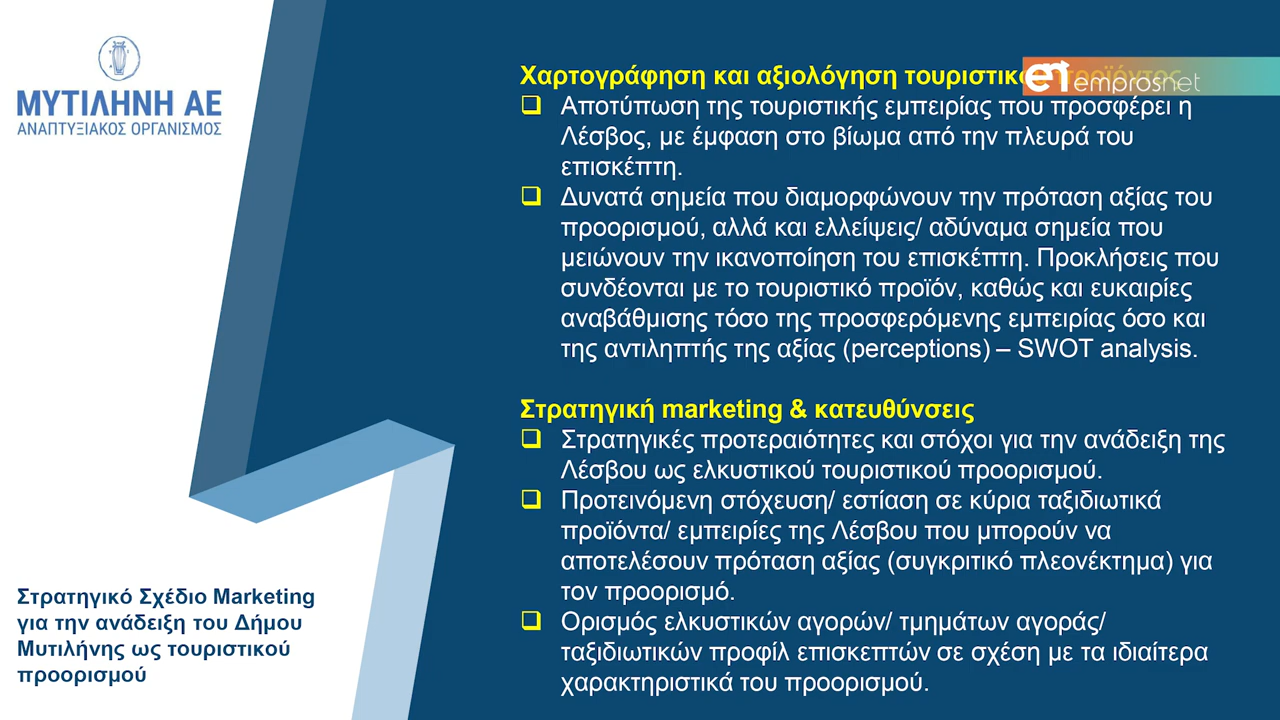 ΜΥΤΙΛΗΝΗ ΑΕ
ΑΝΑΠΤΥΞΙΑΚΟΣ ΟΡΓΑΝΙΣΜΟΣ
Στρατηγικό Σχέδιο Marketing
για την ανάδειξη του Δήμου
Μυτιλήνης ως τουριστικού
προορισμού
emprosnet
Χαρτογράφηση και αξιολόγηση προϊόντος
Αποτύπωση της τουριστικής εμπειρίας που προσφέρει η
Λέσβος, με έμφαση στο βίωμα από την πλευρά του
επισκέπτη.
Δυνατά σημεία που διαμορφώνουν την πρόταση αξίας του
προορισμού, αλλά και ελλείψεις/ αδύναμα σημεία που
μειώνουν την ικανοποίηση του επισκέπτη. Προκλήσεις που
συνδέονται με το τουριστικό προϊόν, καθώς και ευκαιρίες
αναβάθμισης τόσο της προσφερόμενης εμπειρίας όσο και
της αντιληπτής της αξίας (perceptions) – SWOT analysis.
Στρατηγική marketing & κατευθύνσεις
Στρατηγικές προτεραιότητες και στόχοι για την ανάδειξη της
Λέσβου ως ελκυστικού τουριστικού προορισμού.
Προτεινόμενη στόχευση/ εστίαση σε κύρια ταξιδιωτικά
προϊόντα/ εμπειρίες της Λέσβου που μπορούν να
αποτελέσουν πρόταση αξίας (συγκριτικό πλεονέκτημα) για
τον προορισμό.
Ορισμός ελκυστικών αγορών/ τμημάτων αγοράς/
ταξιδιωτικών προφίλ επισκεπτών σε σχέση με τα ιδιαίτερα
χαρακτηριστικά του προορισμού.